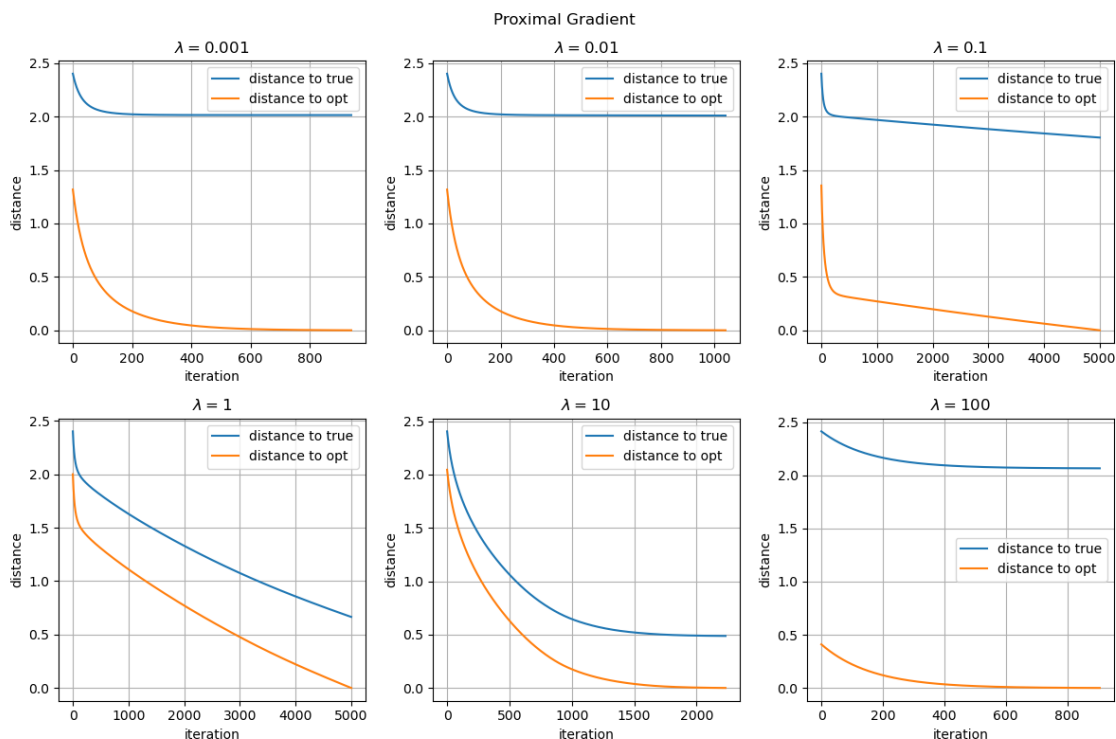 Proximal Gradient
λ = 0.001
2.5
2.0
1.5
1.0
0.5
0.0
distance
distance to true
distance to opt
0 200 400 600 800
iteration
λ = 0.01
2.5
2.0
1.5
1.0
0.5
0.0
distance
distance to true
distance to opt
0 200 400 600 800 1000
iteration
λ = 0.1
2.5
2.0
1.5
1.0
0.5
0.0
distance
distance to true
distance to opt
0 1000 2000 3000 4000 5000
iteration
λ = 1
2.5
2.0
1.5
1.0
0.5
0.0
distance
distance to true
distance to opt
0 1000 2000 3000 4000 5000
iteration
λ = 10
2.5
2.0
1.5
1.0
0.5
0.0
distance
distance to true
distance to opt
0 500 1000 1500 2000
iteration
λ = 100
2.5
2.0
1.5
1.0
0.5
0.0
distance
distance to true
distance to opt
0 200 400 600 800
iteration